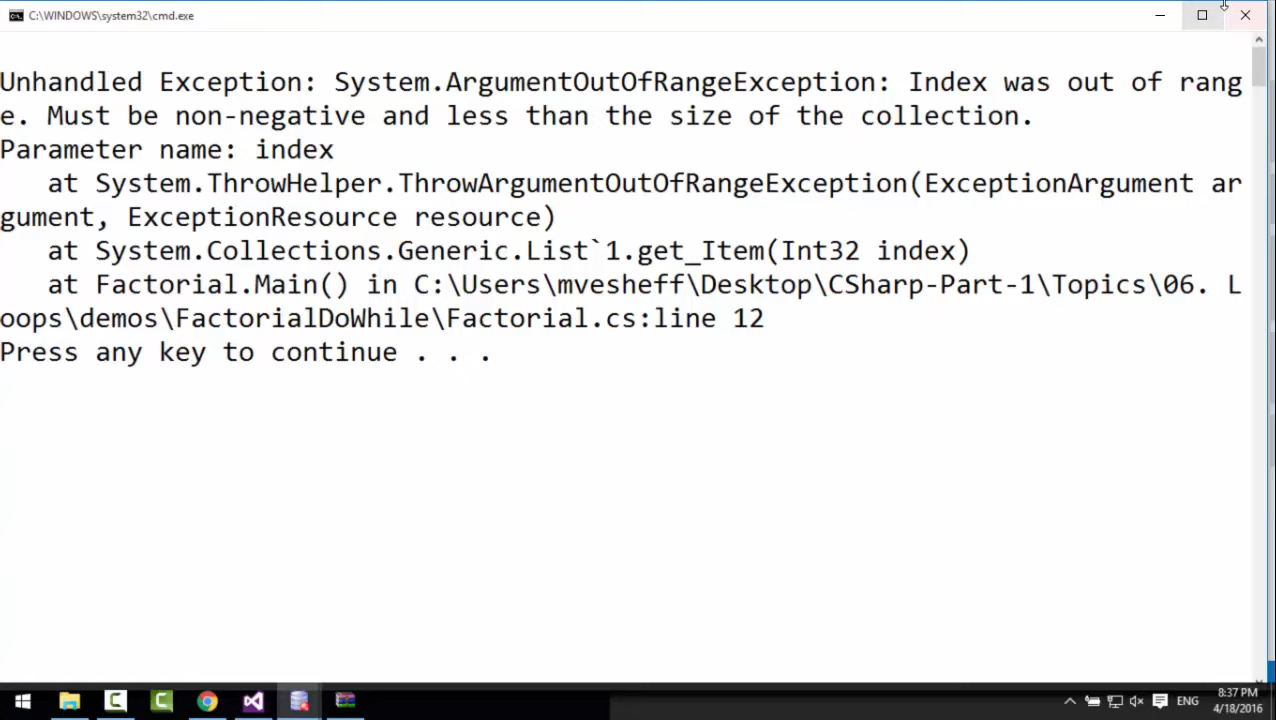 C:\WINDOWS\system32\cmd.exe
Unhandled Exception: System.ArgumentOutOfRangeException: Index was out of rang
e. Must be non-negative and less than the size of the collection.
Parameter name: index
   at System.ThrowHelper.ThrowArgumentOutOfRangeException(ExceptionArgument ar
gument, ExceptionResource resource)
   at System.Collections.Generic.List`1.get_Item(Int32 index)
   at Factorial.Main() in C:\Users\mvesheff\Desktop\CSharp-Part-1\Topics\06. L
oops\demos\FactorialDoWhile\Factorial.cs:line 12
Press any key to continue . . .
ENG
8:37 PM
4/18/2016